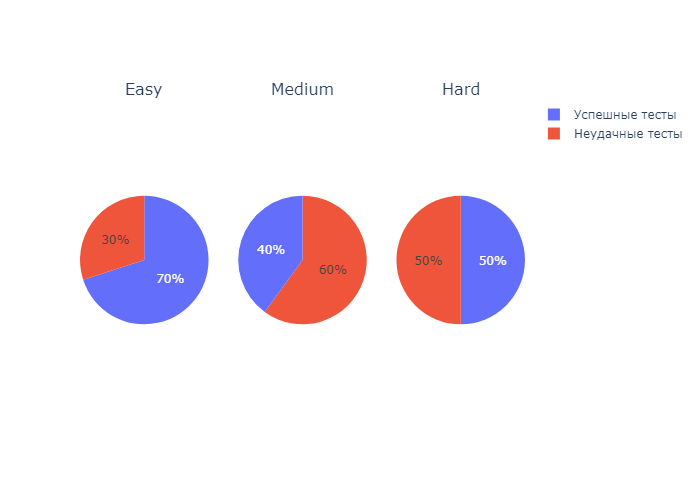 Easy
Medium
Hard
Успешные тесты
Неудачные тесты
30%
70%
40%
60%
50%
50%